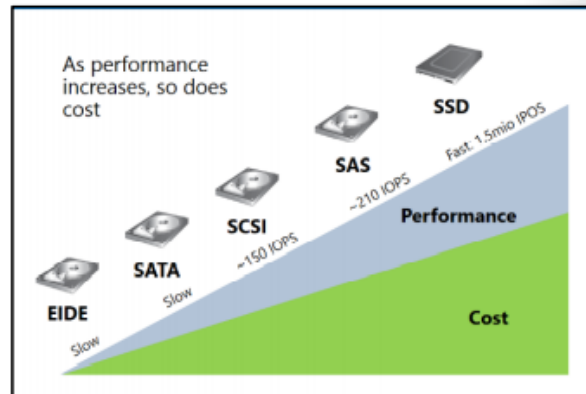 As performance
increases, so does
cost
SSD
SAS
SCSI
SATA
EIDE
Slow
Slow
~150 IOPS
~210 IOPS
Fast: 1.5mio IPOS
Performance
Cost